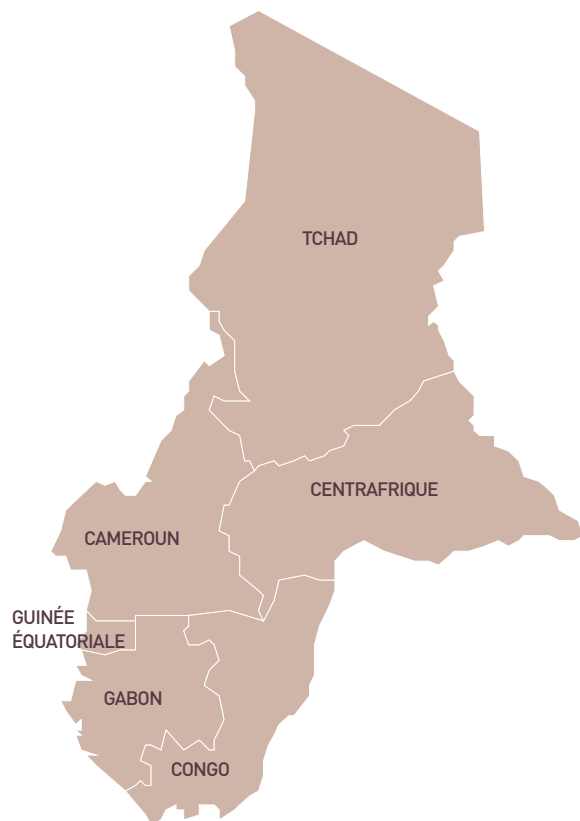 TCHAD
CENTRAFRIQUE
CAMEROUN
GUINÉE
ÉQUATORIALE
GABON
CONGO